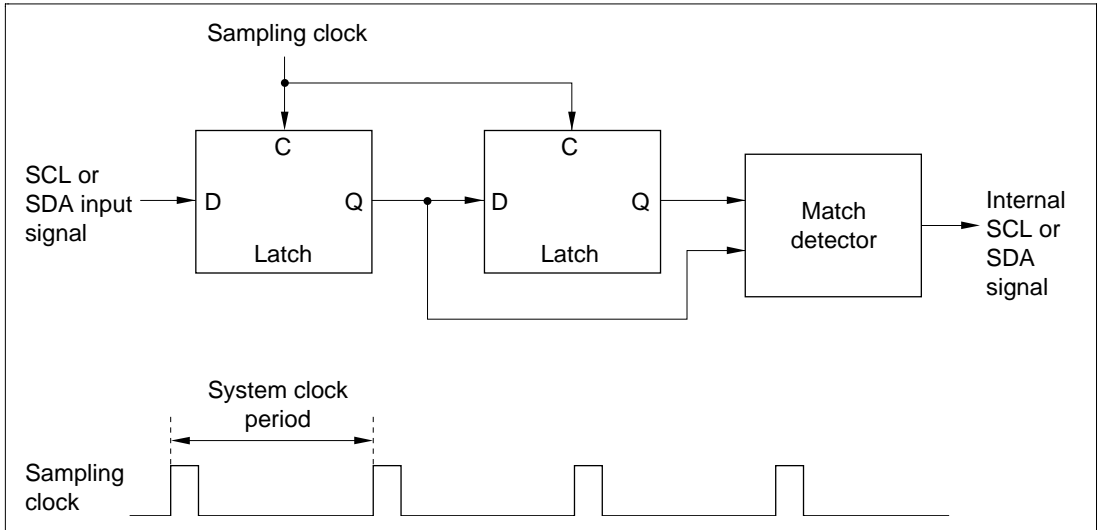 Sampling clock
C
C
SCL or
SDA input
signal
D
Q
Latch
D
Q
Latch
Match
detector
Internal
SCL or
SDA
signal
System clock
period
Sampling
clock